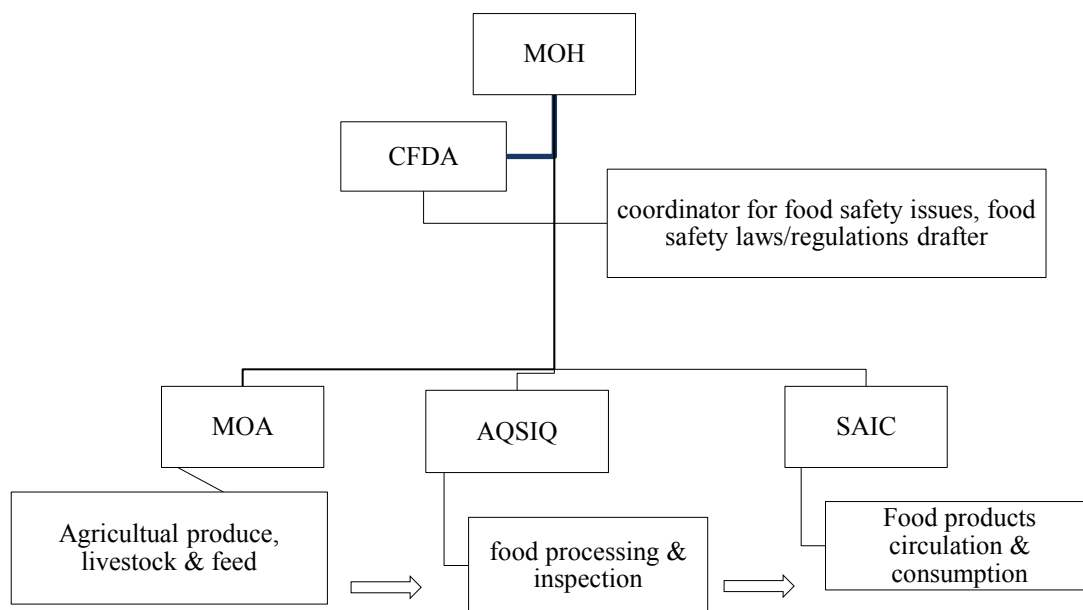 MOH
CFDA
coordinator for food safety issues, food
safety laws/regulations drafter
MOA
AQSIQ
SAIC
Agricultual produce,
livestock & feed
food processing &
inspection
Food products
circulation &
consumption